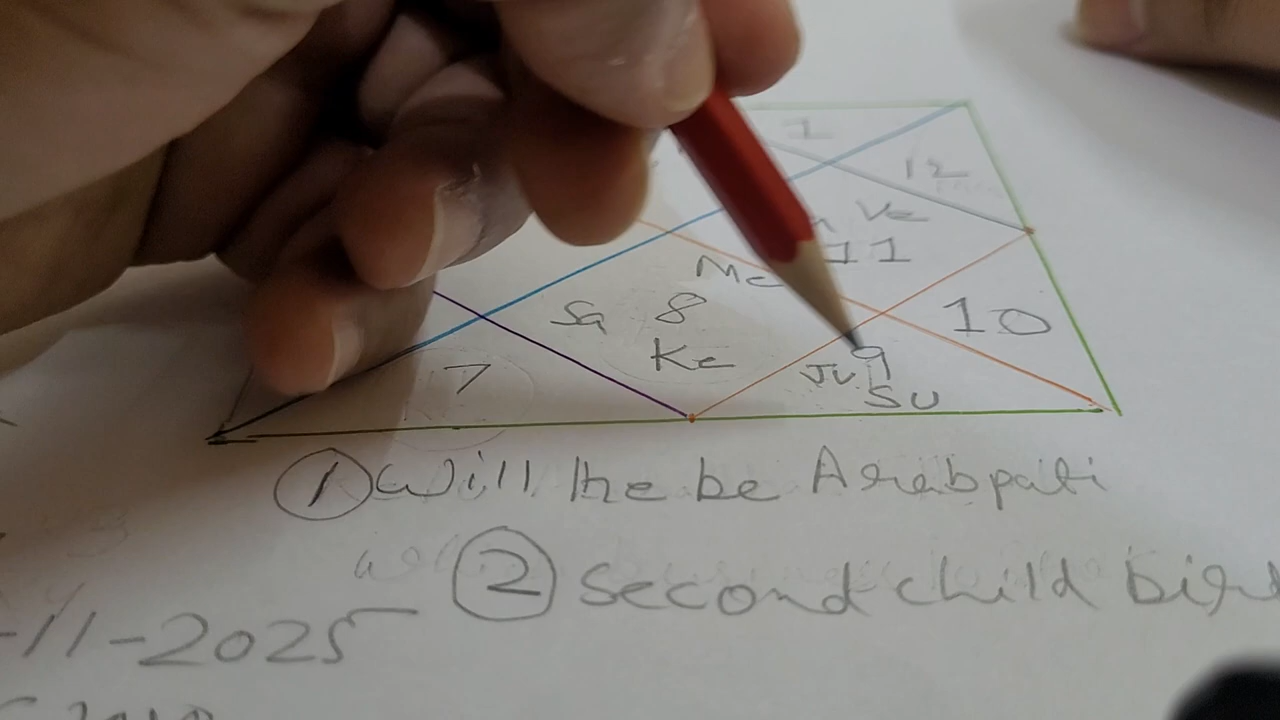 1
12
Ve
11
Me
Sa 8
10
Ke
9
Ju
Su
7
① Will he be Arabpati
② Second child
-11-2025